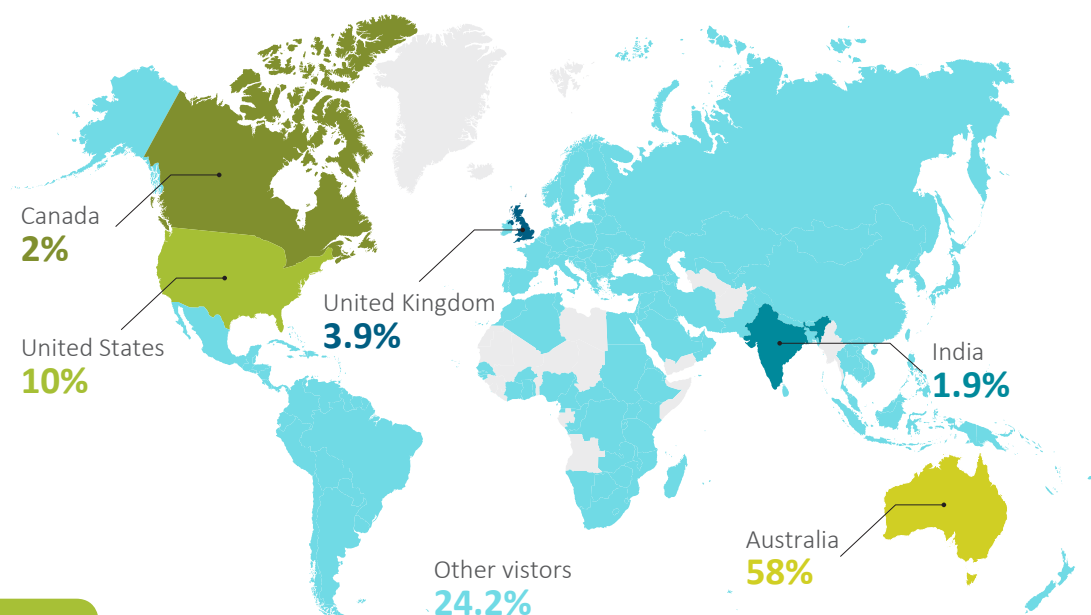 Canada
2%
United States
10%
United Kingdom
3.9%
India
1.9%
Australia
58%
Other vistors
24.2%